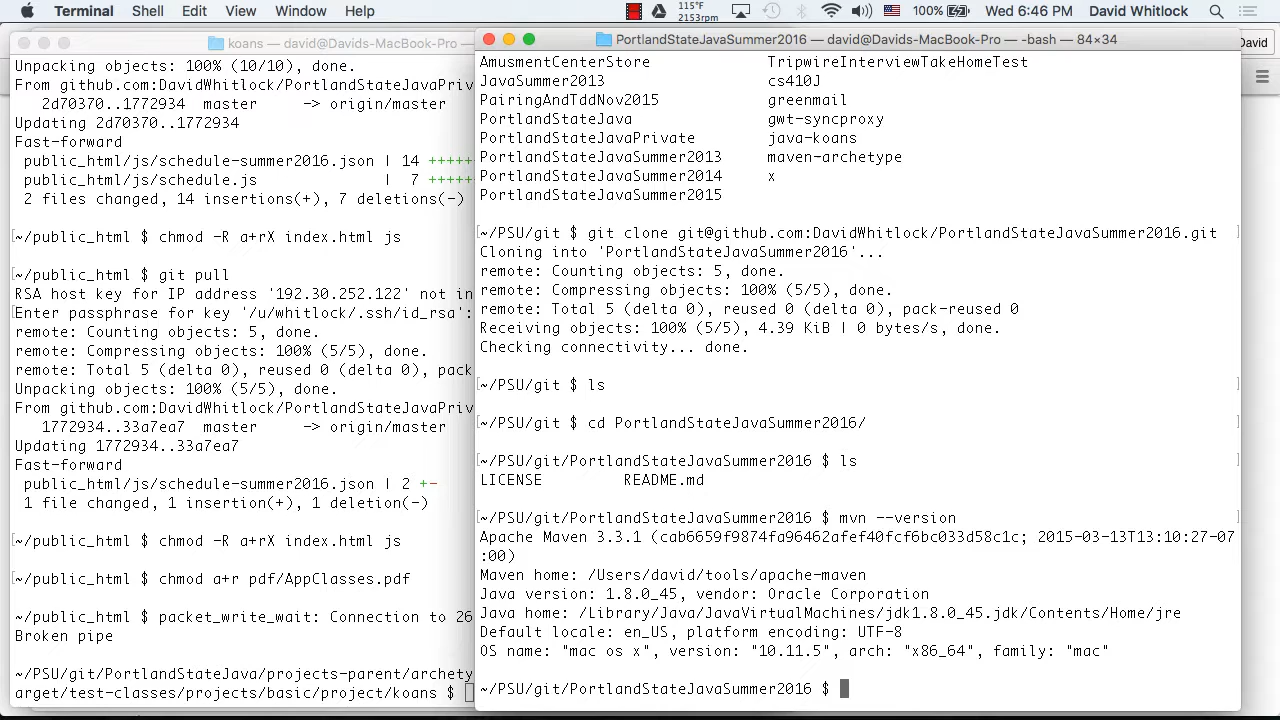 Terminal Shell Edit View Window Help 115°F 2153rpm 100% Wed 6:46 PM David Whitlock
koans — david@Davids-MacBook-Pro —
Unpacking objects: 100% (10/10), done.
From github.com:DavidWhitlock/PortlandStateJavaPriv
2d70370..1772934 master -> origin/master
Updating 2d70370..1772934
Fast-forward
public_html/js/schedule-summer2016.json | 14 ++++++
public_html/js/schedule.js | 7 +++++
2 files changed, 14 insertions(+), 7 deletions(-)
[~/public_html $ chmod -R a+rX index.html js
[~/public_html $ git pull
RSA host key for IP address '192.30.252.122' not in
[Enter passphrase for key '/u/whitlock/.ssh/id_rsa':
remote: Counting objects: 5, done.
remote: Compressing objects: 100% (5/5), done.
remote: Total 5 (delta 0), reused 0 (delta 0), pack
Unpacking objects: 100% (5/5), done.
From github.com:DavidWhitlock/PortlandStateJavaPriv
1772934..33a7ea7 master -> origin/master
Updating 1772934..33a7ea7
Fast-forward
public_html/js/schedule-summer2016.json | 2 +-
1 file changed, 1 insertion(+), 1 deletion(-)
[~/public_html $ chmod -R a+rX index.html js
[~/public_html $ chmod a+r pdf/AppClasses.pdf
~/public_html $ packet_write_wait: Connection to 26
Broken pipe
~/PSU/git/PortlandStateJava/projects-parent/archety
arget/test-classes/projects/basic/project/koans $
PortlandStateJavaSummer2016 — david@Davids-MacBook-Pro — -bash — 84×34
David
AmusmentCenterStore TripwireInterviewTakeHomeTest
JavaSummer2013 cs410J
PairingAndTddNov2015 greenmail
PortlandStateJava gwt-syncproxy
PortlandStateJavaPrivate java-koans
PortlandStateJavaSummer2013 maven-archetype
PortlandStateJavaSummer2014 x
PortlandStateJavaSummer2015
[~/PSU/git $ git clone git@github.com:DavidWhitlock/PortlandStateJavaSummer2016.git ]
Cloning into 'PortlandStateJavaSummer2016'...
remote: Counting objects: 5, done.
remote: Compressing objects: 100% (5/5), done.
remote: Total 5 (delta 0), reused 0 (delta 0), pack-reused 0
Receiving objects: 100% (5/5), 4.39 KiB | 0 bytes/s, done.
Checking connectivity... done.
[~/PSU/git $ ls ]
[~/PSU/git $ cd PortlandStateJavaSummer2016/ ]
[~/PSU/git/PortlandStateJavaSummer2016 $ ls ]
LICENSE README.md
[~/PSU/git/PortlandStateJavaSummer2016 $ mvn --version ]
Apache Maven 3.3.1 (cab6659f9874fa96462afef40fcf6bc033d58c1c; 2015-03-13T13:10:27-07
:00)
Maven home: /Users/david/tools/apache-maven
Java version: 1.8.0_45, vendor: Oracle Corporation
Java home: /Library/Java/JavaVirtualMachines/jdk1.8.0_45.jdk/Contents/Home/jre
Default locale: en_US, platform encoding: UTF-8
OS name: "mac os x", version: "10.11.5", arch: "x86_64", family: "mac"
~/PSU/git/PortlandStateJavaSummer2016 $